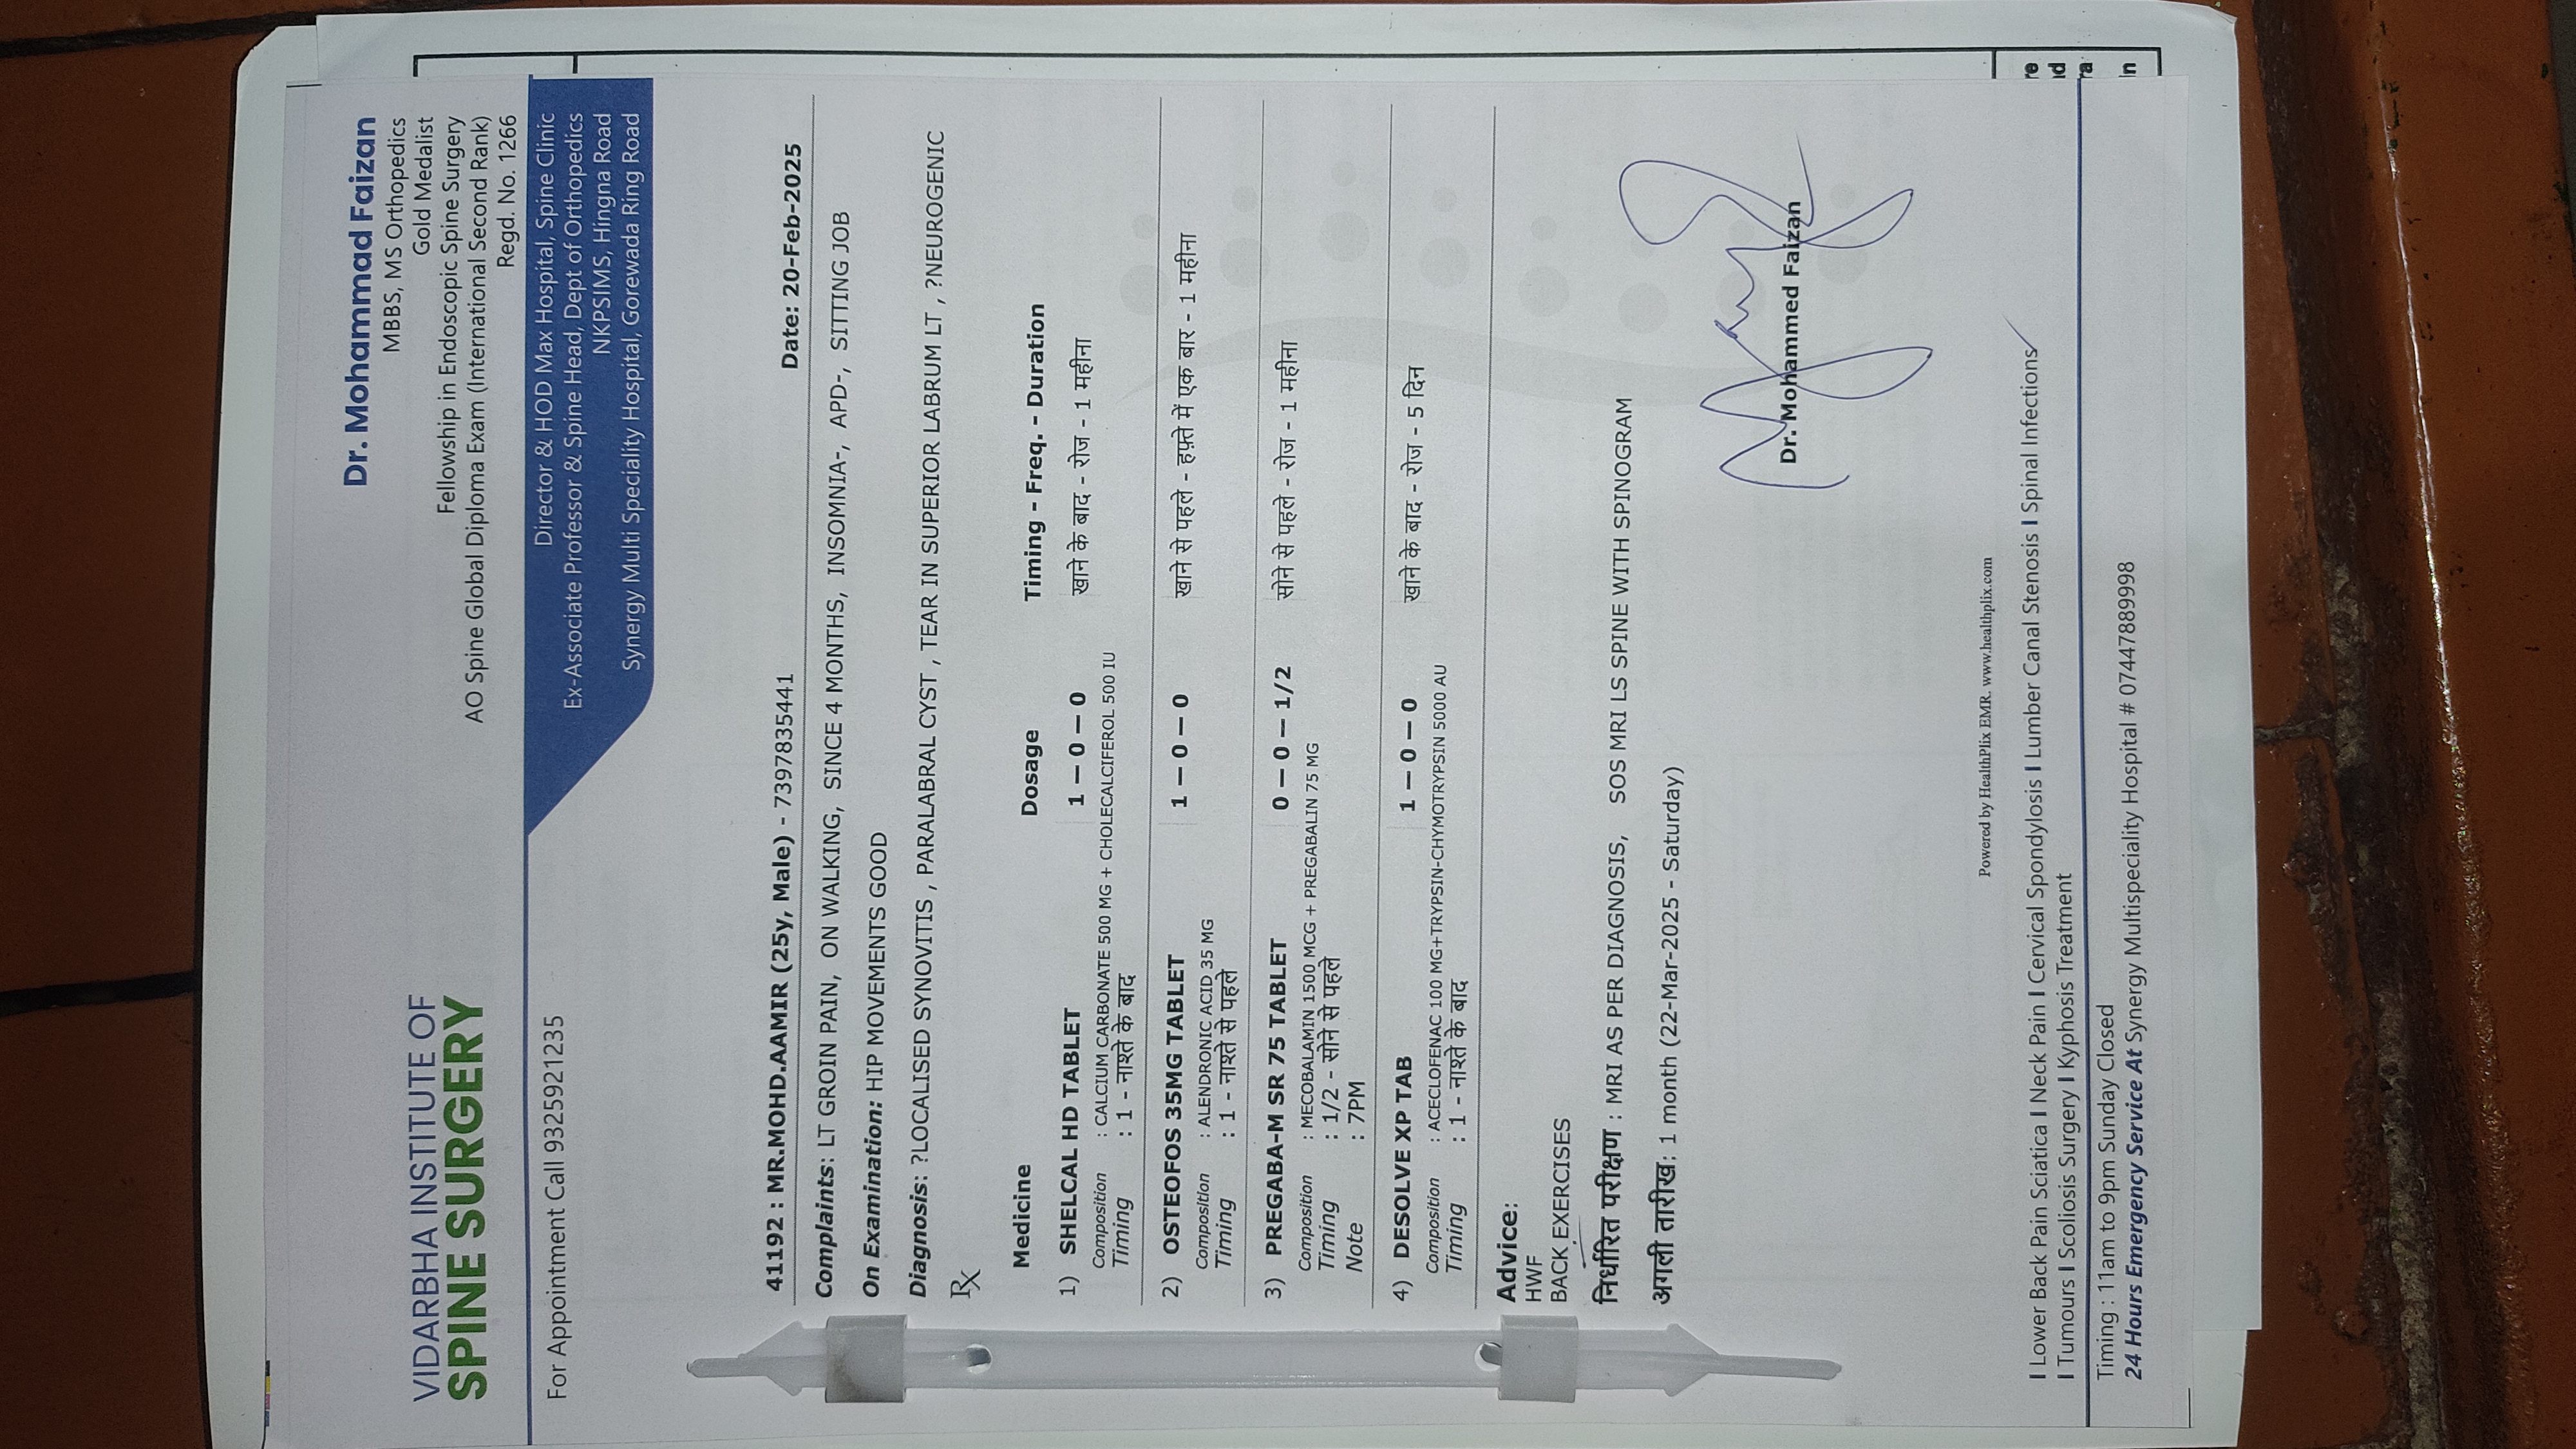 Dr. Mohammad Faizan
MBBS, MS Orthopedics
Gold Medalist
Fellowship in Endoscopic Spine Surgery
AO Spine Global Diploma Exam (International Second Rank)
Regd. No. 1266
VIDARBHA INSTITUTE OF
SPINE SURGERY
For Appointment Call 9325921235
Director & HOD Max Hospital, Spine Clinic
Ex-Associate Professor & Spine Head, Dept of Orthopedics
NKPSIMS, Hingna Road
Synergy Multi Speciality Hospital, Gorewada Ring Road
41192 : MR.MOHD.AAMIR (25y, Male) - 7397835441 Date: 20-Feb-2025
Complaints: LT GROIN PAIN, ON WALKING, SINCE 4 MONTHS, INSOMNIA-, APD-, SITTING JOB
On Examination: HIP MOVEMENTS GOOD
Diagnosis: ?LOCALISED SYNOVITIS , PARALABRAL CYST , TEAR IN SUPERIOR LABRUM LT , ?NEUROGENIC
Rx
Medicine Dosage Timing - Freq. - Duration
1) SHELCAL HD TABLET 1 – 0 – 0 खाने के बाद - रोज - 1 महीना
Composition : CALCIUM CARBONATE 500 MG + CHOLECALCIFEROL 500 IU
Timing : 1 - नाश्ते के बाद
2) OSTEOFOS 35MG TABLET 1 – 0 – 0 खाने से पहले - हफ़्ते में एक बार - 1 महीना
Composition : ALENDRONIC ACID 35 MG
Timing : 1 - नाश्ते से पहले
3) PREGABA-M SR 75 TABLET 0 – 0 – 1/2 सोने से पहले - रोज - 1 महीना
Composition : MECOBALAMIN 1500 MCG + PREGABALIN 75 MG
Timing : 1/2 - सोने से पहले
Note : 7PM
4) DESOLVE XP TAB 1 – 0 – 0 खाने के बाद - रोज - 5 दिन
Composition : ACECLOFENAC 100 MG+TRYPSIN-CHYMOTRYPSIN 5000 AU
Timing : 1 - नाश्ते के बाद
Advice:
HWF
BACK EXERCISES
निर्धारित परीक्षण : MRI AS PER DIAGNOSIS, SOS MRI LS SPINE WITH SPINOGRAM
अगली तारीख: 1 month (22-Mar-2025 - Saturday)
Dr. Mohammed Faizan
Powered by HealthPlix EMR. www.healthplix.com
I Lower Back Pain Sciatica I Neck Pain I Cervical Spondylosis I Lumber Canal Stenosis I Spinal Infections
I Tumours I Scoliosis Surgery I Kyphosis Treatment
Timing : 11am to 9pm Sunday Closed
24 Hours Emergency Service At Synergy Multispeciality Hospital # 07447889998